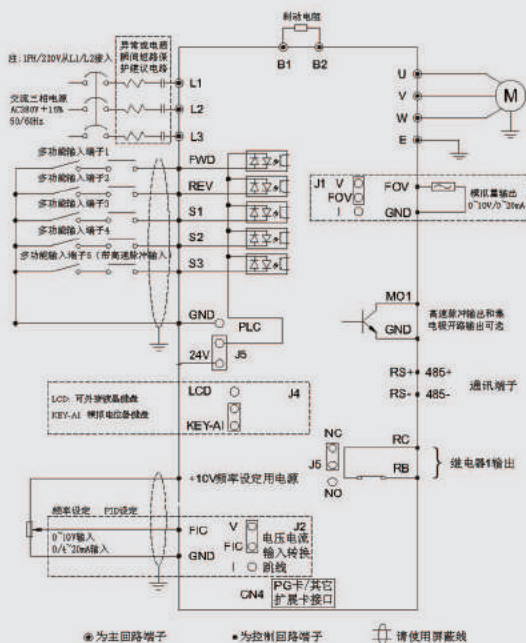 制动电阻
B1 B2
注:1PH/220V从L1/L2接入
异常或电源
瞬间短路保
护建议电路
交流三相电源
AC380V+15%
50/60Hz
L1
L2
L3
U
V
W
E
M
多功能输入端子1
FWD
多功能输入端子2
REV
多功能输入端子3
S1
多功能输入端子4
S2
多功能输入端子5(带高速脉冲输入)
S3
J1 V
FOV
I
FOV
GND
模拟量输出
0~10V/0~20mA
GND
PLC
24V
J5
MO1
GND
高速脉冲输出和集
电极开路输出可选
RS+ 485+
RS- 485-
通讯端子
LCD: 可外接液晶键盘
KEY-AI 模拟电位器键盘
LCD
J4
KEY-AI
NC
J5
NO
RC
RB
继电器1输出
+10V频率设定用电源
频率设定 PID设定
0~10V输入
0/4~20mA输入
FIC
GND
V
FIC
I
J2
电压电流
输入转换
跳线
CN4
PG卡/其它
扩展卡接口
为主回路端子
为控制回路端子
请使用屏蔽线